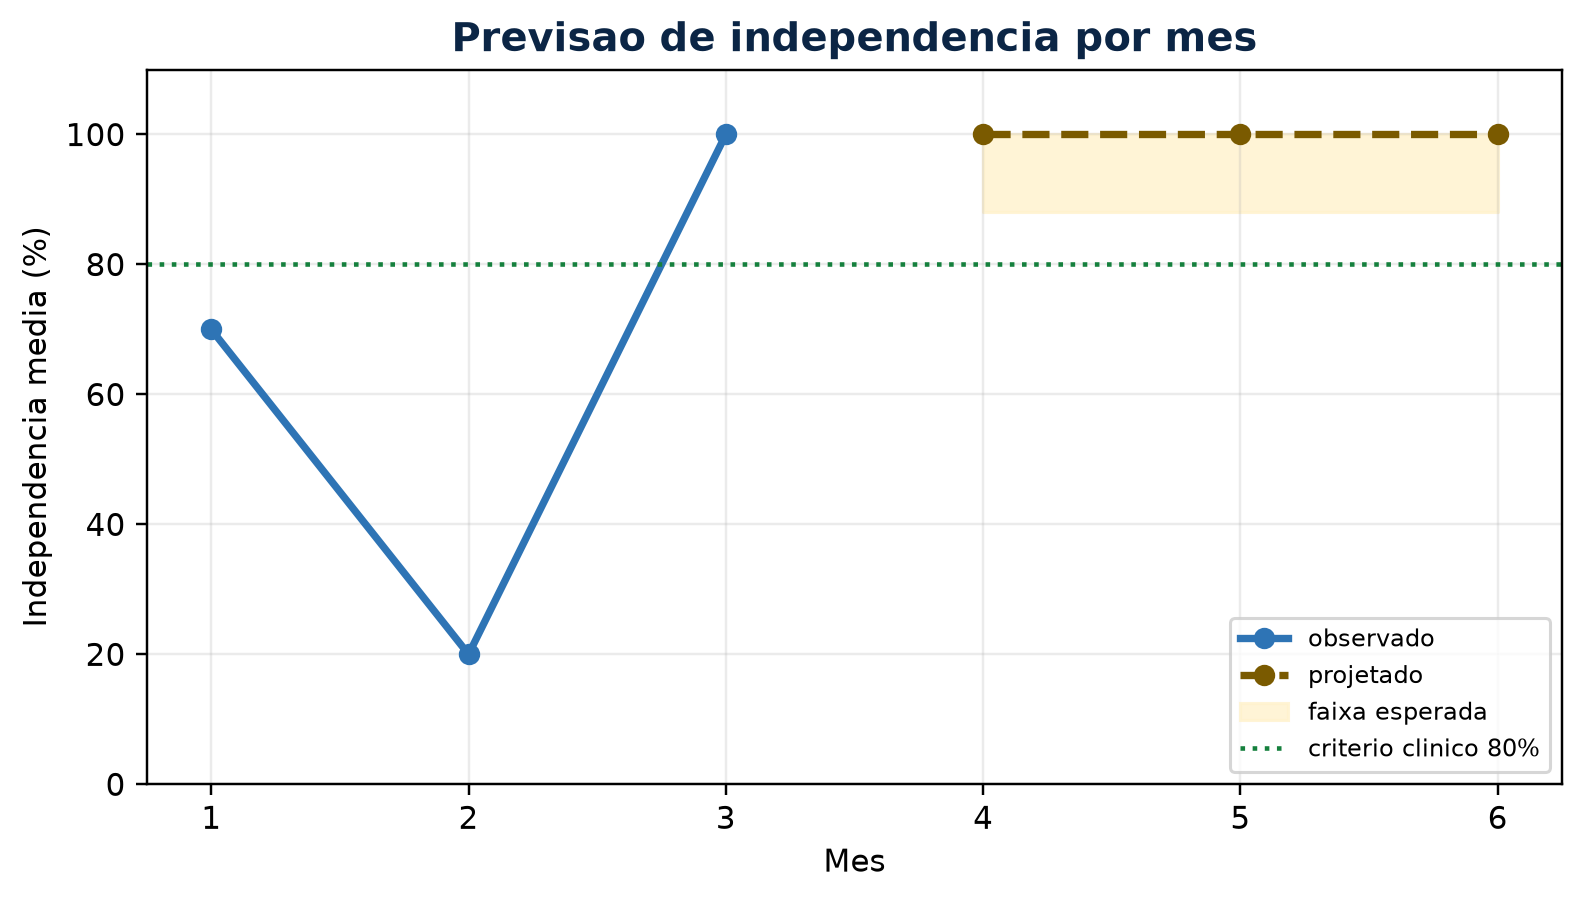 Previsao de independencia por mes
Independencia media (%)
100
80
60
40
20
0
1 2 3 4 5 6
Mes
observado
projetado
faixa esperada
criterio clinico 80%